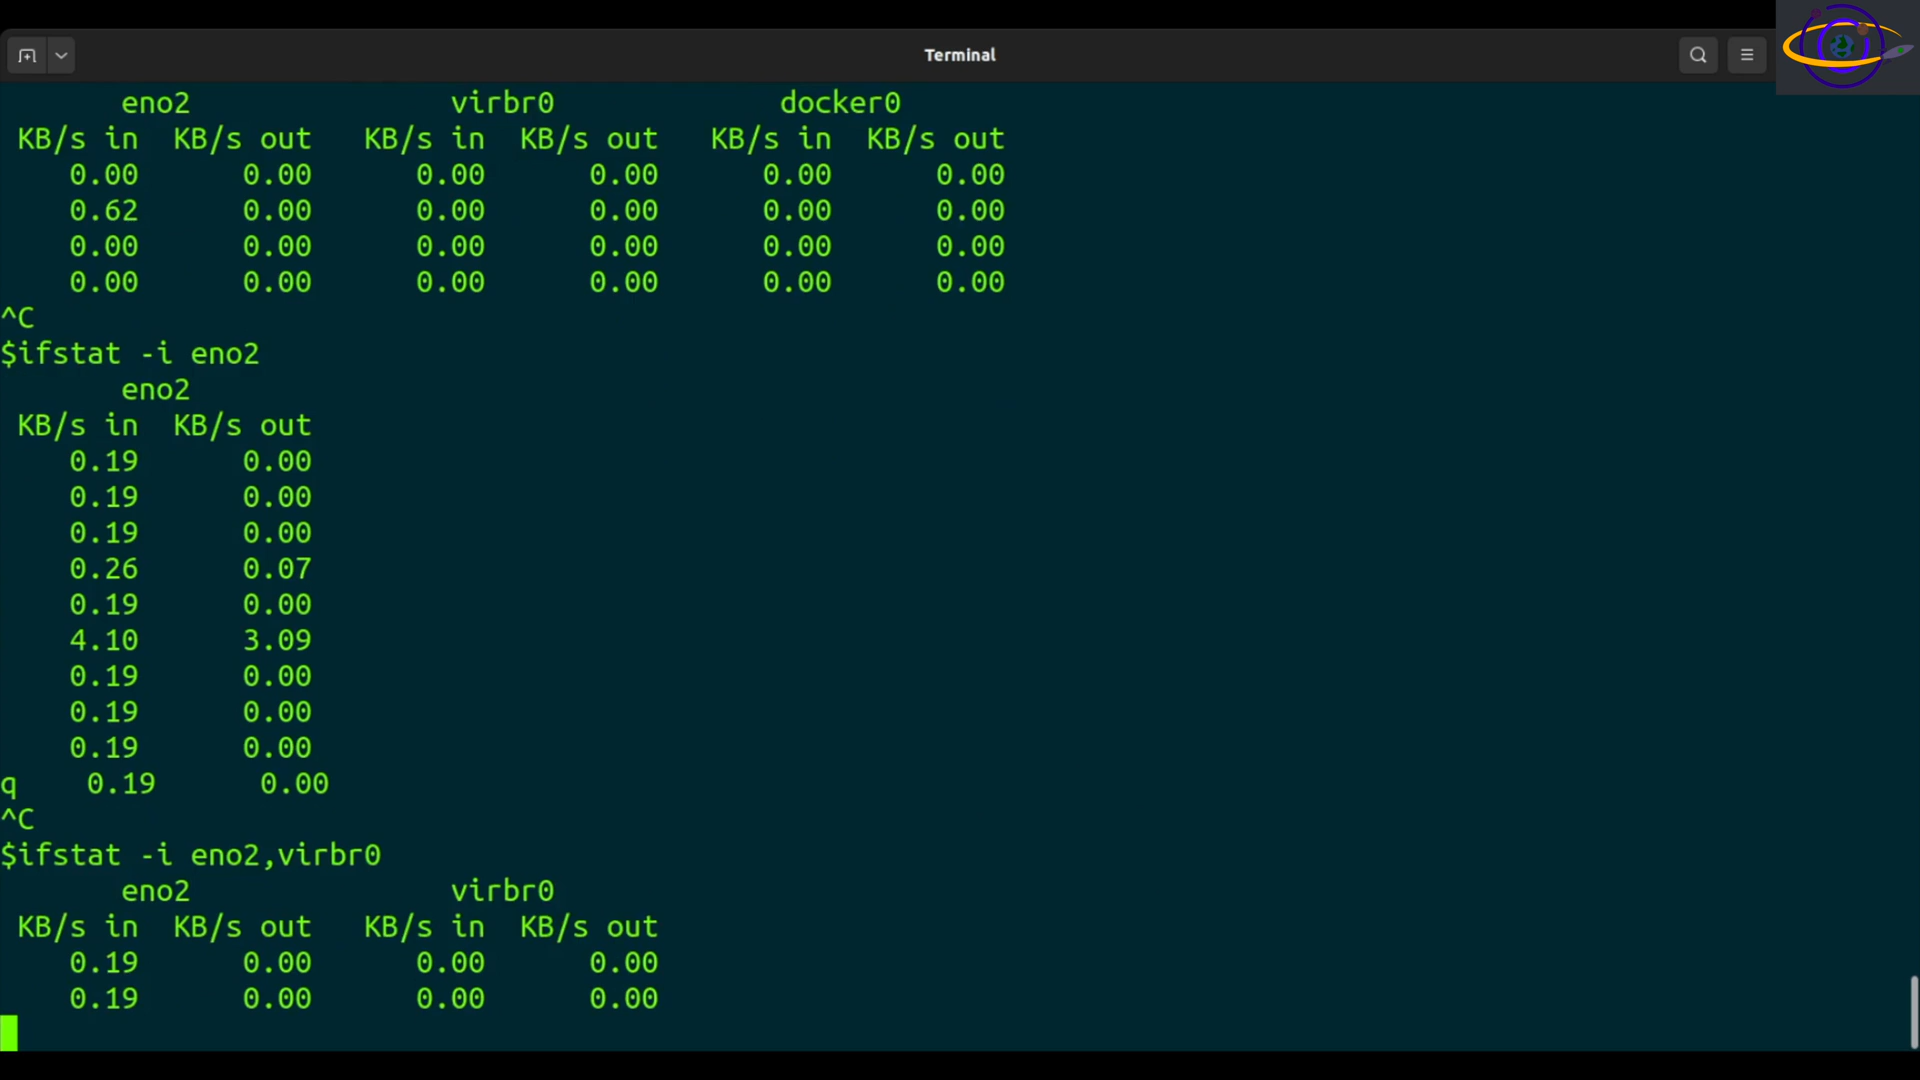 Terminal
eno2 virbr0 docker0
KB/s in KB/s out KB/s in KB/s out KB/s in KB/s out
0.00 0.00 0.00 0.00 0.00 0.00
0.62 0.00 0.00 0.00 0.00 0.00
0.00 0.00 0.00 0.00 0.00 0.00
0.00 0.00 0.00 0.00 0.00 0.00
^C
$ifstat -i eno2
eno2
KB/s in KB/s out
0.19 0.00
0.19 0.00
0.19 0.00
0.26 0.07
0.19 0.00
4.10 3.09
0.19 0.00
0.19 0.00
0.19 0.00
q 0.19 0.00
^C
$ifstat -i eno2,virbr0
eno2 virbr0
KB/s in KB/s out KB/s in KB/s out
0.19 0.00 0.00 0.00
0.19 0.00 0.00 0.00